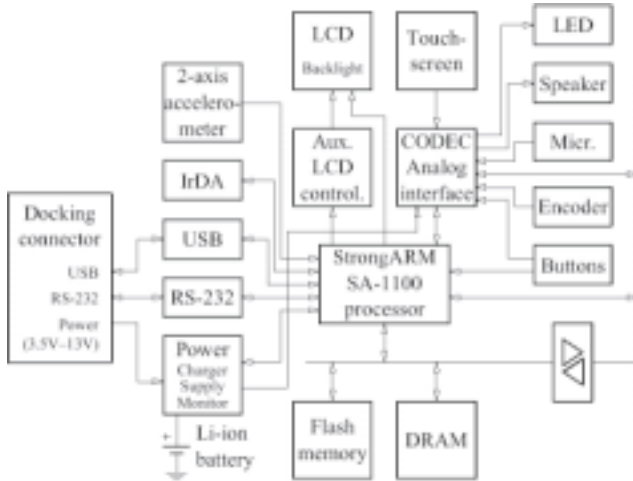 LCD
Backlight
Touch-
screen
LED
Speaker
2-axis
accelero-
meter
Aux.
LCD
control.
CODEC
Analog
interface
Micr.
IrDA
Encoder
Docking
connector
USB
RS-232
Power
(3.5V–13V)
USB
StrongARM
SA-1100
processor
Buttons
RS-232
Power
Charger
Supply
Monitor
Li-ion
battery
+
Flash
memory
DRAM